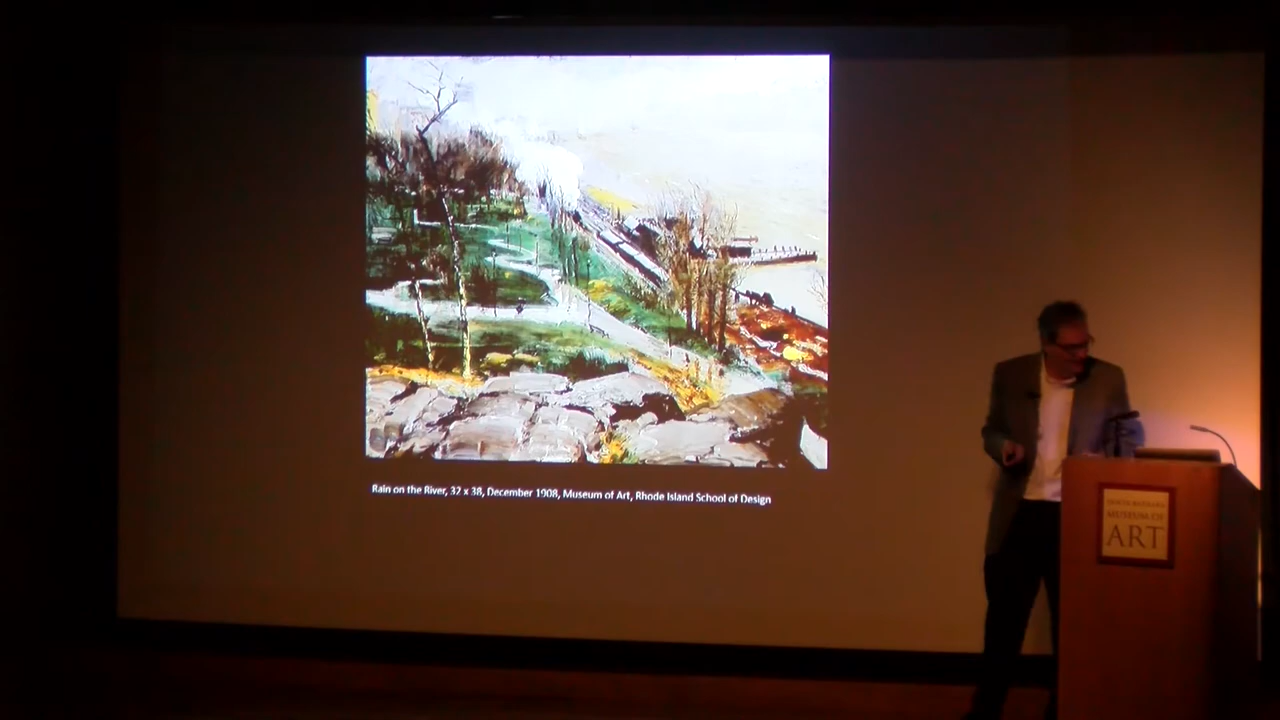 Rain on the River, 32 x 38, December 1908, Museum of Art, Rhode Island School of Design
MUSEUM OF
ART